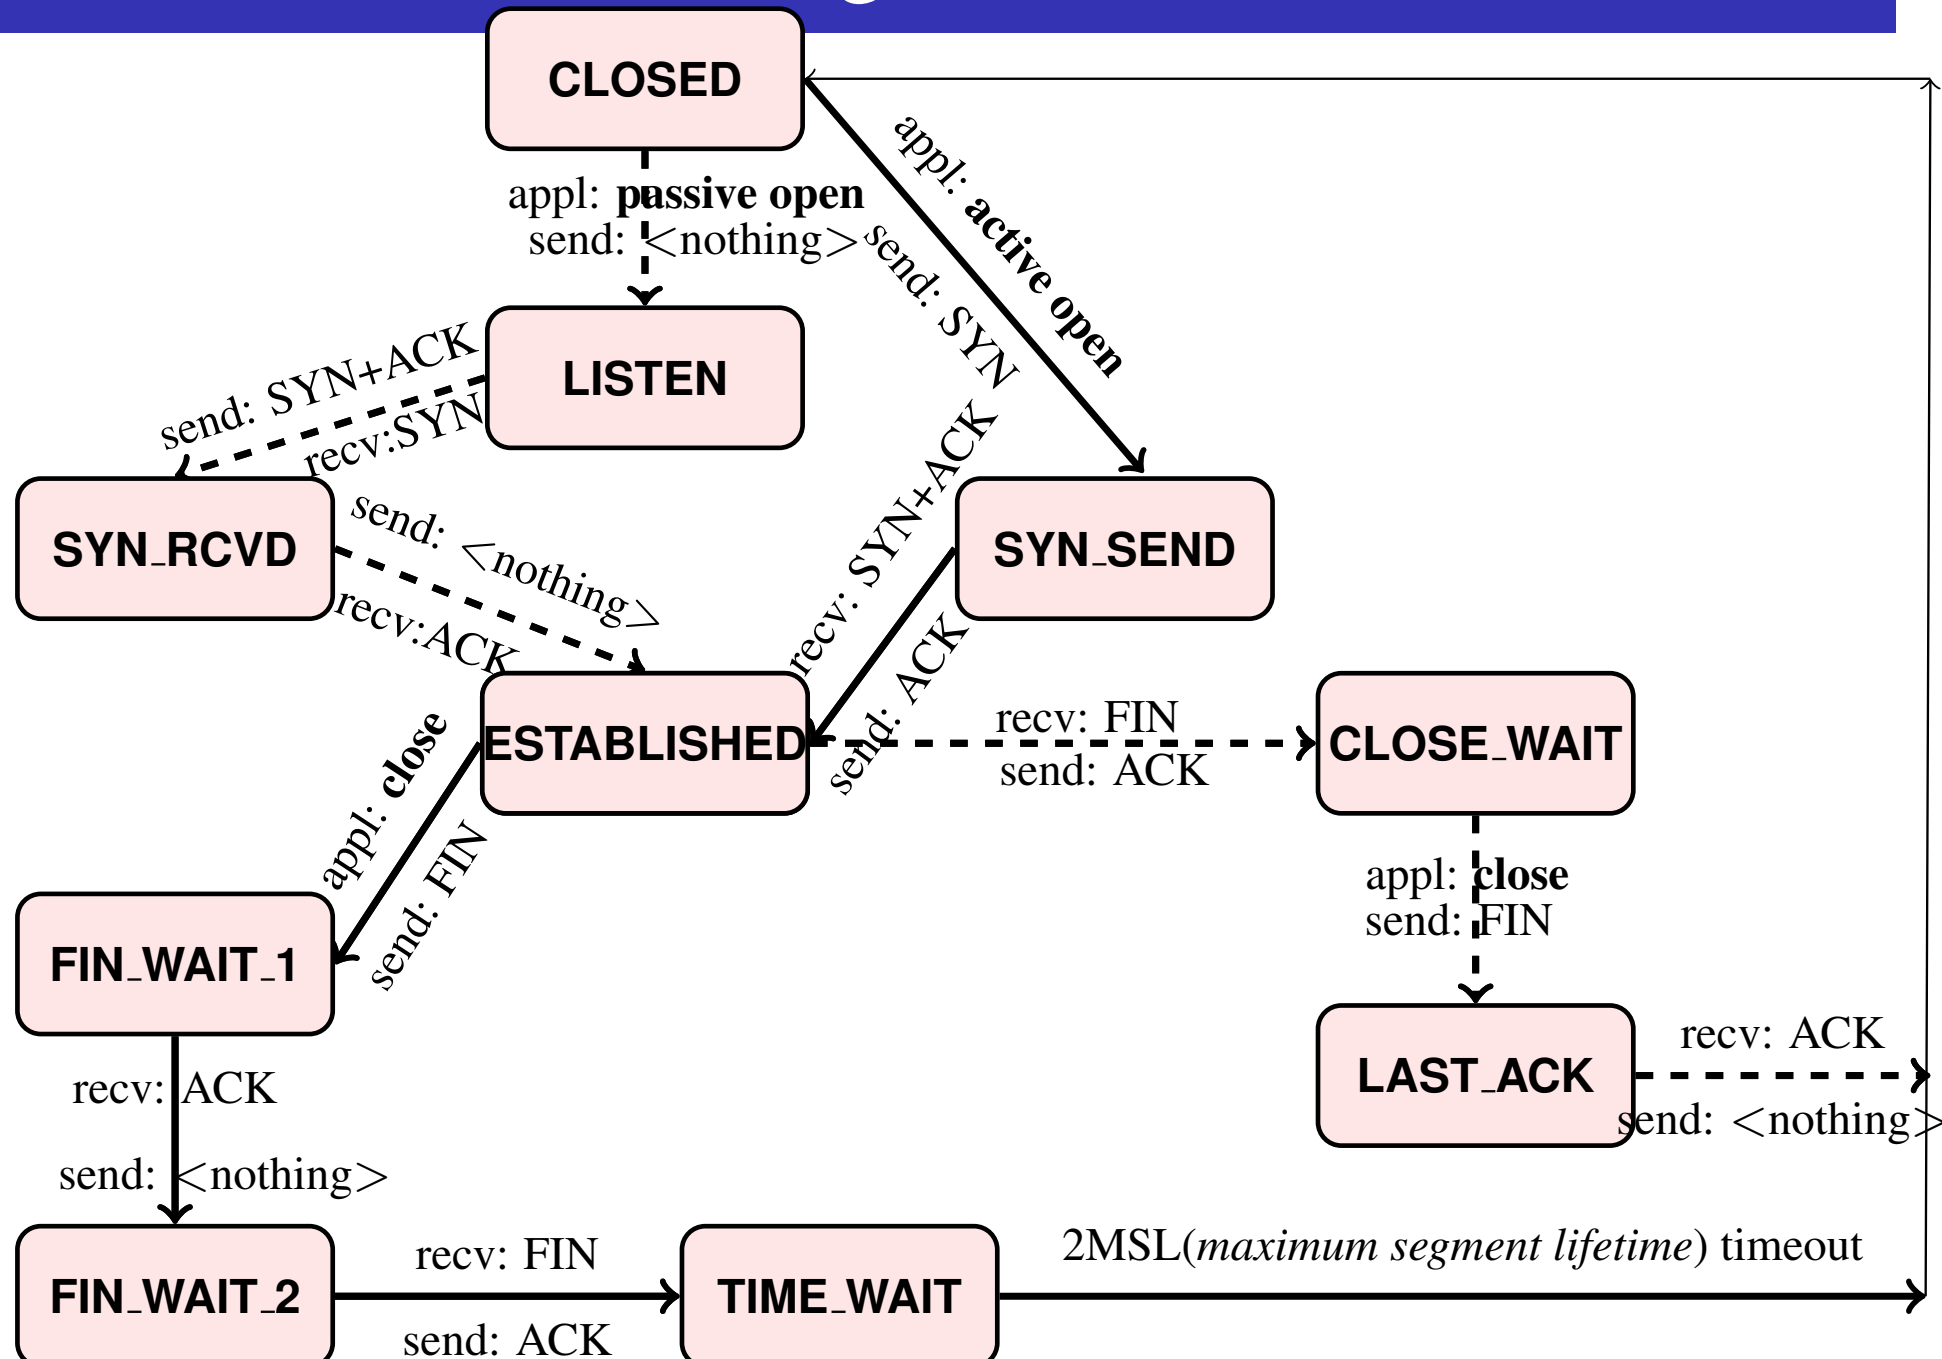 CLOSED
appl: passive open
send: <nothing>
appl: active open
send: SYN
LISTEN
send: SYN+ACK
recv:SYN
SYN_RCVD
send: <nothing>
recv:ACK
recv: SYN+ACK
send: ACK
SYN_SEND
ESTABLISHED
recv: FIN
send: ACK
CLOSE_WAIT
appl: close
send: FIN
appl: close
send: FIN
FIN_WAIT_1
LAST_ACK
recv: ACK
send: <nothing>
recv: ACK
send: <nothing>
FIN_WAIT_2
recv: FIN
send: ACK
TIME_WAIT
2MSL(maximum segment lifetime) timeout